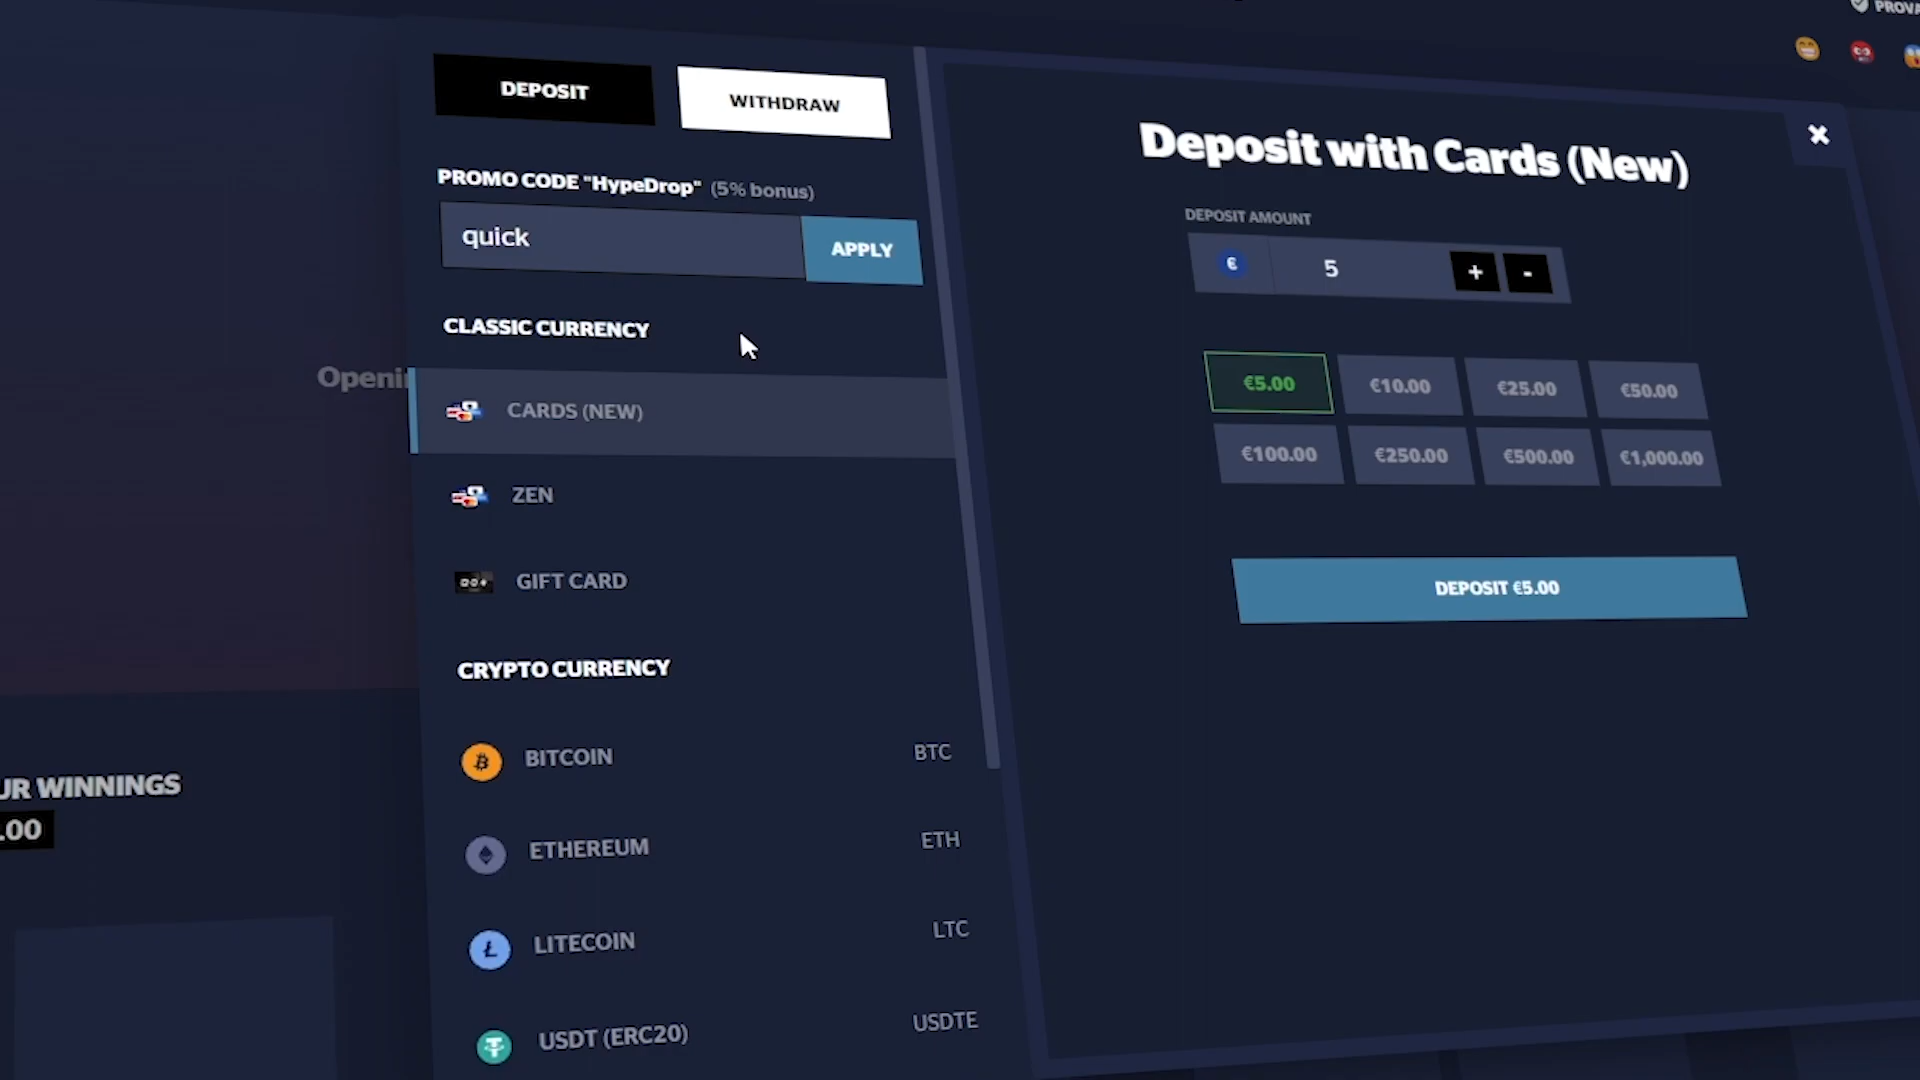 PROVA
DEPOSIT
WITHDRAW
PROMO CODE "HypeDrop" (5% bonus)
quick
APPLY
CLASSIC CURRENCY
Openin
CARDS (NEW)
ZEN
GIFT CARD
CRYPTO CURRENCY
BITCOIN BTC
ETHEREUM ETH
LITECOIN LTC
USDT (ERC20) USDTE
UR WINNINGS
.00
Deposit with Cards (New)
DEPOSIT AMOUNT
€ 5 + -
€5.00 €10.00 €25.00 €50.00
€100.00 €250.00 €500.00 €1,000.00
DEPOSIT €5.00